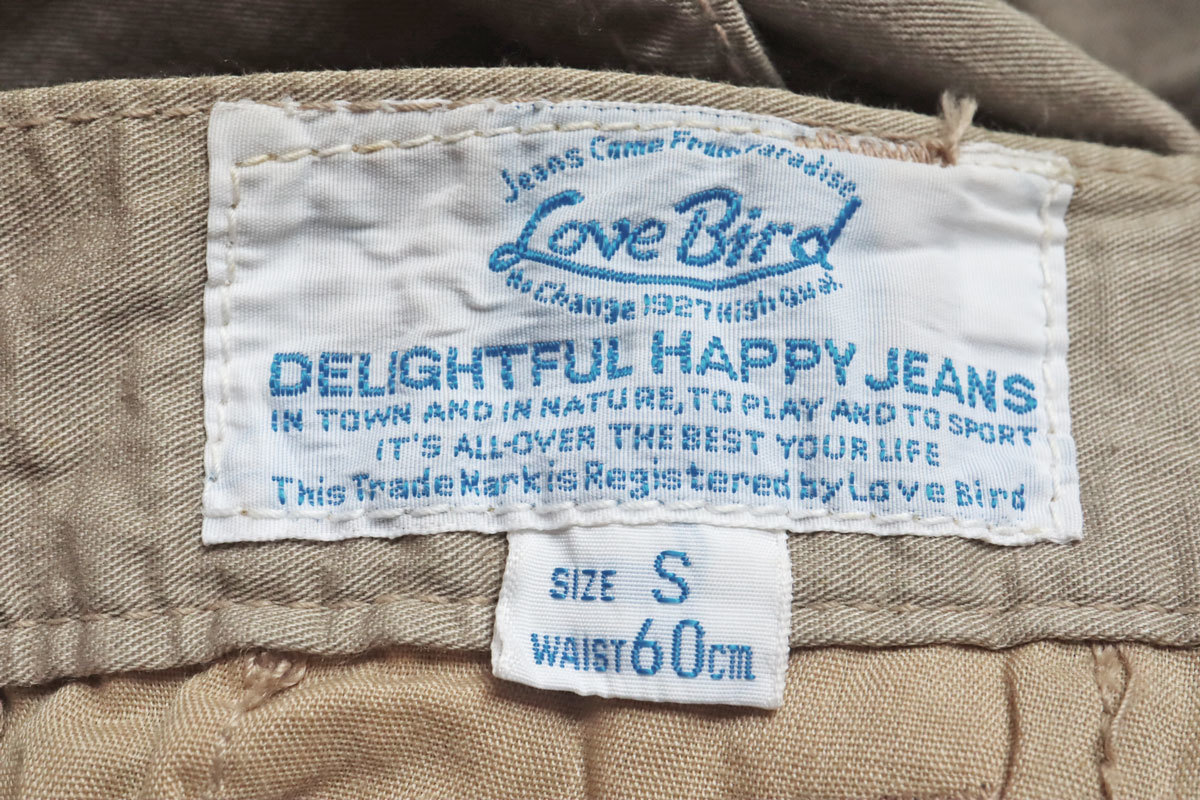 Jeans Come From Paradise
Love Bird
No Change 1927 High
DELIGHTFUL HAPPY JEANS
IN TOWN AND IN NATURE, TO PLAY AND TO SPORT
IT'S ALL-OVER THE BEST YOUR LIFE
This Trade Mark is Registered by Love Bird
SIZE S
WAIST 60cm